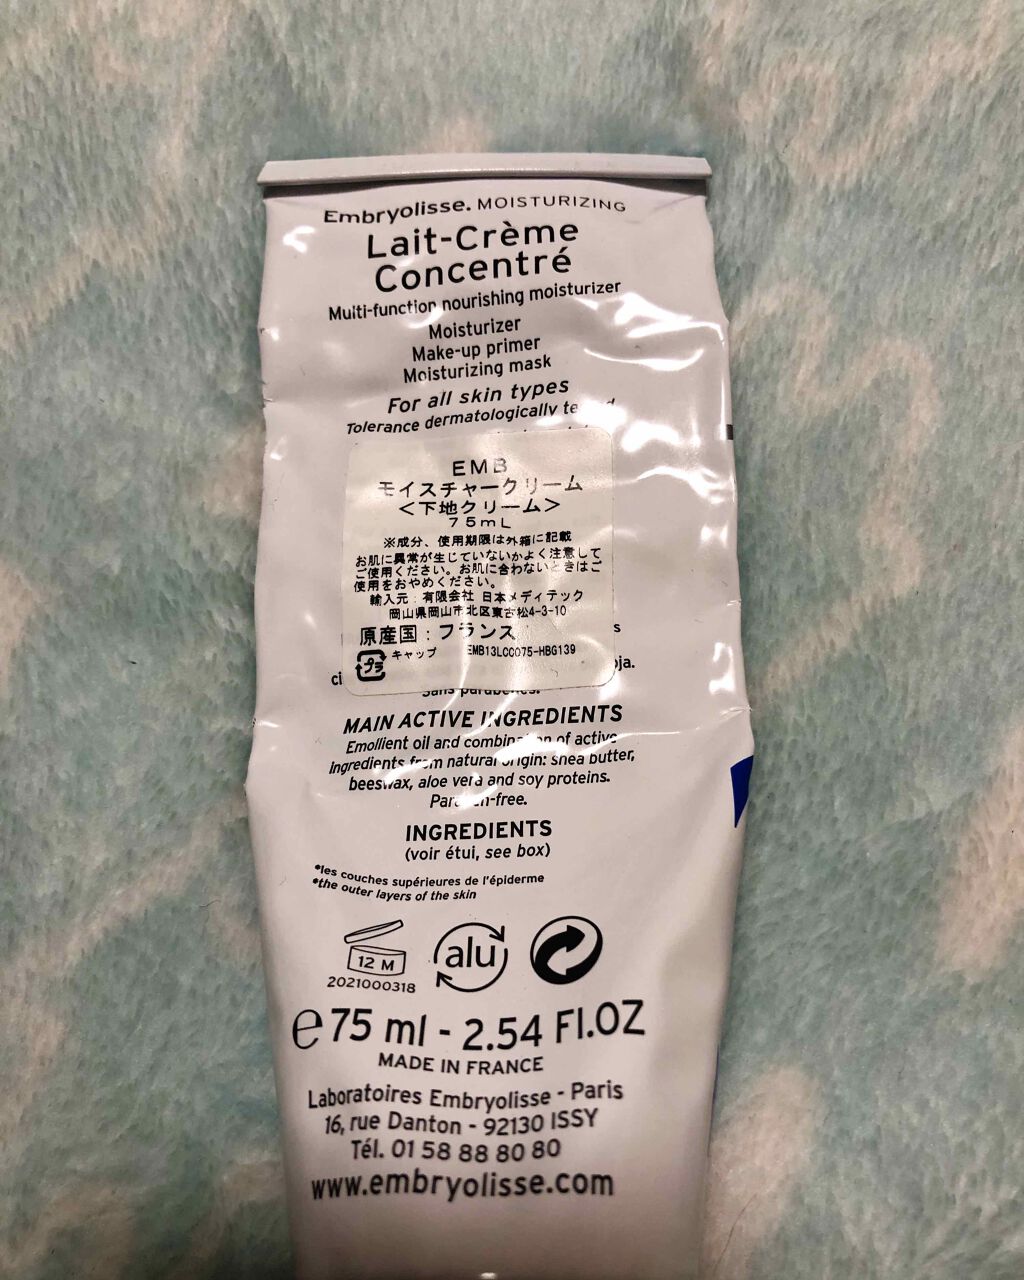 Embryolisse. MOISTURIZING
Lait-Crème
Concentré
Multi-function nourishing moisturizer
Moisturizer
Make-up primer
Moisturizing mask
For all skin types
Tolerance dermatologically
EMB
モイスチャークリーム
＜下地クリーム＞
75mL
※成分、使用期限は外箱に記載
お肌に異常が生じていないかよく注意して
ご使用ください。お肌に合わないときはご
使用をおやめください。
輸入元：有限会社 日本メディテック
岡山県岡山市北区東古松4-3-10
原産国：フランス
プラ キャップ EMB13LCC075-HBG139
MAIN ACTIVE INGREDIENTS
Emollient oil and combination of active
ingredients from natural origin: shea butter,
beeswax, aloe vera and soy proteins.
Paraben-free.
INGREDIENTS
(voir étui, see box)
*les couches supérieures de l'épiderme
*the outer layers of the skin
12 M
alu
2021000318
e 75 ml - 2.54 Fl.OZ
MADE IN FRANCE
Laboratoires Embryolisse - Paris
16, rue Danton - 92130 ISSY
Tél. 01 58 88 80 80
www.embryolisse.com